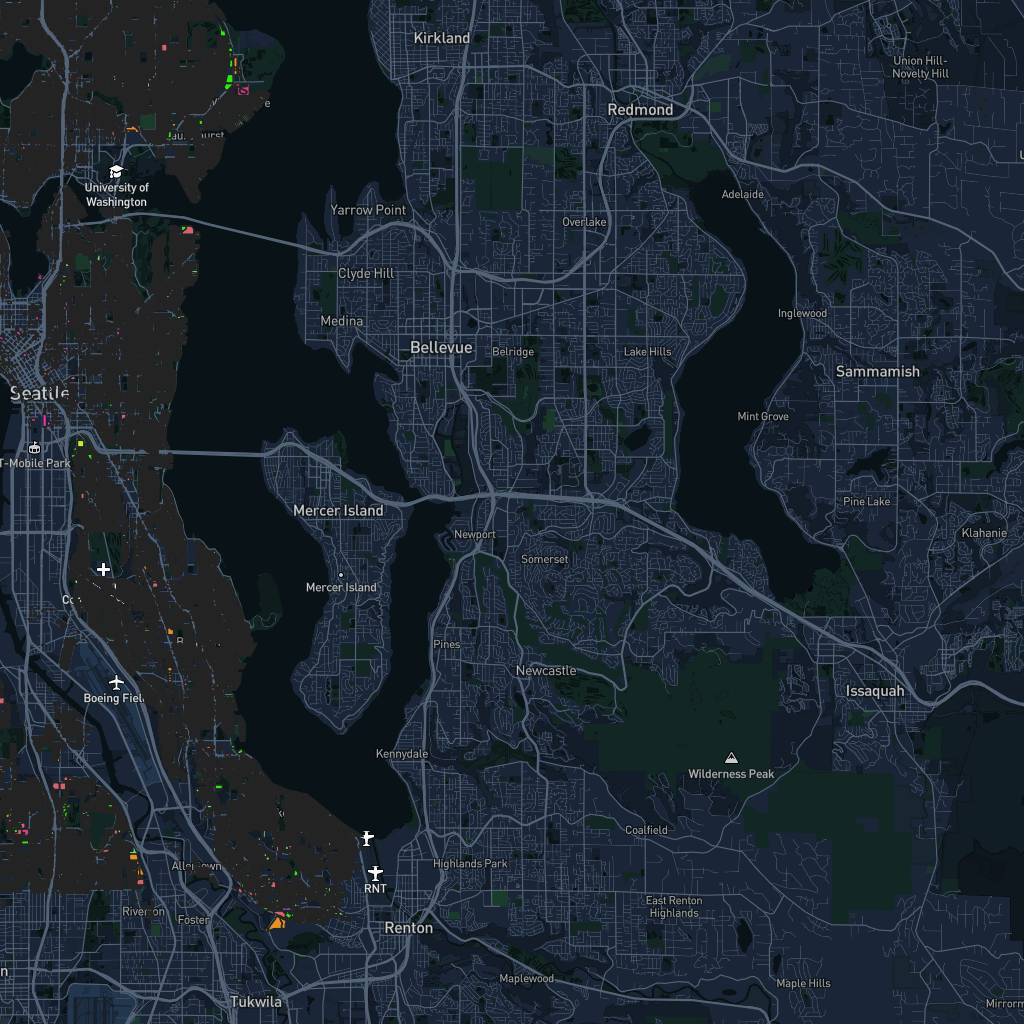 Kirkland
Union Hill-
Novelty Hill
Redmond
University of
Washington
Adelaide
Yarrow Point
Overlake
Clyde Hill
Inglewood
Medina
Bellevue
Belridge
Lake Hills
Sammamish
Seattle
Mint Grove
T-Mobile Park
Pine Lake
Mercer Island
Newport
Klahanie
Somerset
Mercer Island
Pines
Newcastle
Issaquah
Boeing Field
Kennydale
Wilderness Peak
Coalfield
Highlands Park
RNT
East Renton
Highlands
Foster
Renton
Maplewood
Maple Hills
Tukwila